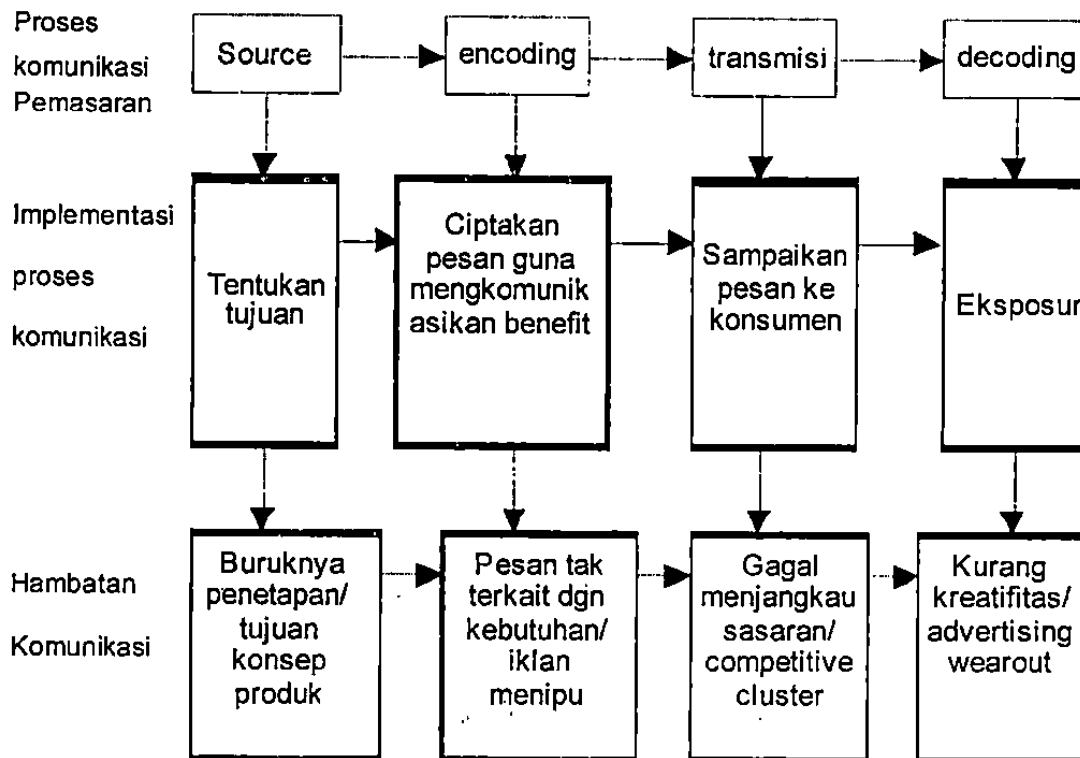 Proses
komunikasi
Pemasaran
Source
encoding
transmisi
decoding
Implementasi
proses
komunikasi
Tentukan
tujuan
Ciptakan
pesan guna
mengkomunik
asikan benefit
Sampaikan
pesan ke
konsumen
Eksposur
Hambatan
Komunikasi
Buruknya
penetapan/
tujuan
konsep
produk
Pesan tak
terkait dgn
kebutuhan/
iklan
menipu
Gagal
menjangkau
sasaran/
competitive
cluster
Kurang
kreatifitas/
advertising
wearout